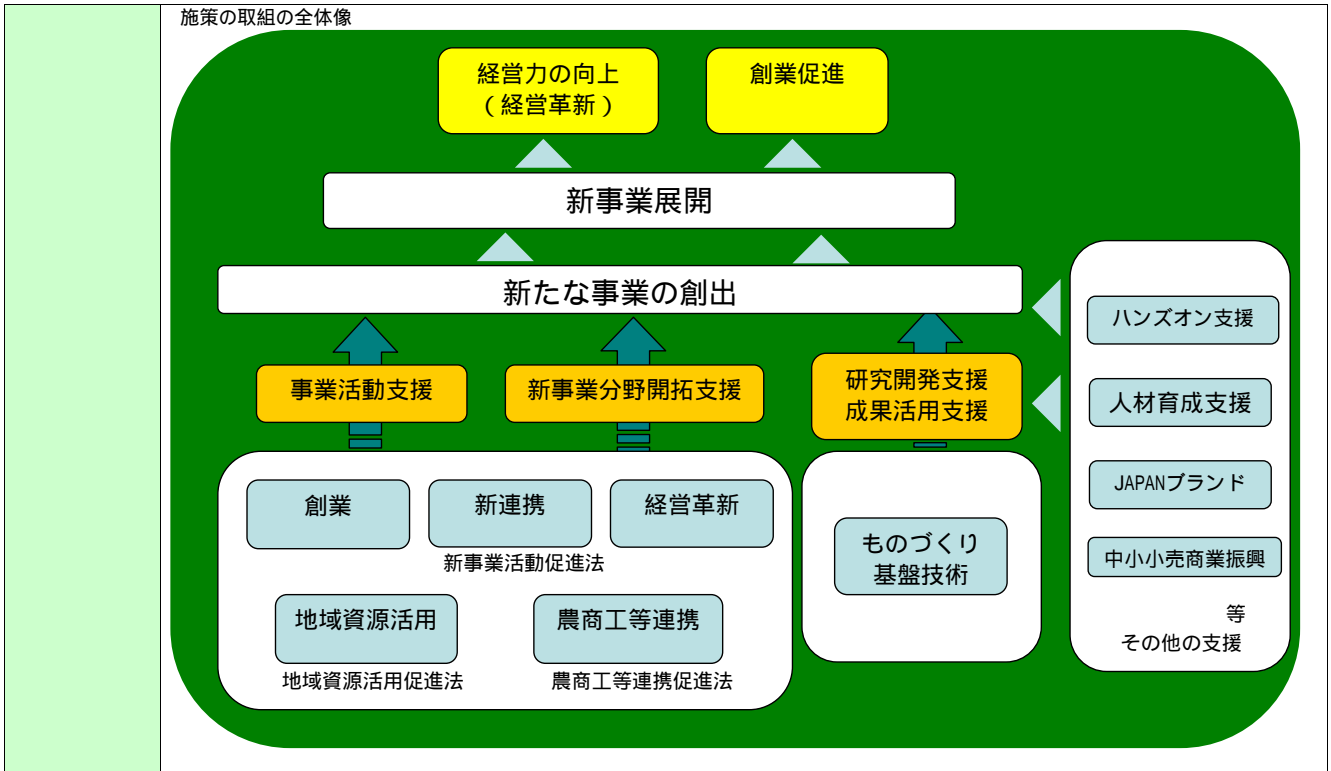 施策の取組の全体像
経営力の向上
(経営革新)
創業促進
新事業展開
新たな事業の創出
事業活動支援
新事業分野開拓支援
研究開発支援
成果活用支援
創業
新連携
経営革新
新事業活動促進法
地域資源活用
農商工等連携
地域資源活用促進法
農商工等連携促進法
ものづくり
基盤技術
ハンズオン支援
人材育成支援
JAPANブランド
中小小売商業振興
等
その他の支援